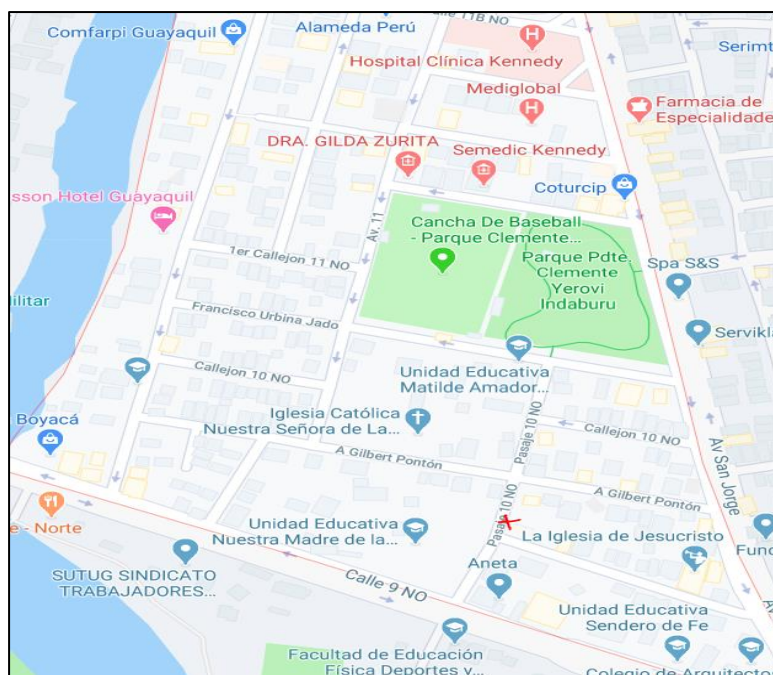 Calle 11B NO
Comfarpi Guayaquil
Alameda Perú
Hospital Clínica Kennedy
Serimt
Mediglobal
Farmacia de
Especialidade
DRA. GILDA ZURITA
Semedic Kennedy
Coturcip
sson Hotel Guayaquil
Av. 11
Cancha De Baseball
- Parque Clemente...
Parque Pdte.
Clemente
Yerovi
Indaburu
Spa S&S
1er Callejon 11 NO
ilitar
Francisco Urbina Jado
Servikl
Callejon 10 NO
Unidad Educativa
Matilde Amador...
Pasaje 10 NO
Iglesia Católica
Nuestra Señora de La...
Callejon 10 NO
Boyacá
A Gilbert Pontón
A Gilbert Pontón
Av San Jorge
e - Norte
Unidad Educativa
Nuestra Madre de la...
Pasaje 10 NO
La Iglesia de Jesucristo
Func
SUTUG SINDICATO
TRABAJADORES...
Calle 9 NO
Aneta
Unidad Educativa
Sendero de Fe
Facultad de Educación
Física Deportes y...
Colegio de Arquitecto